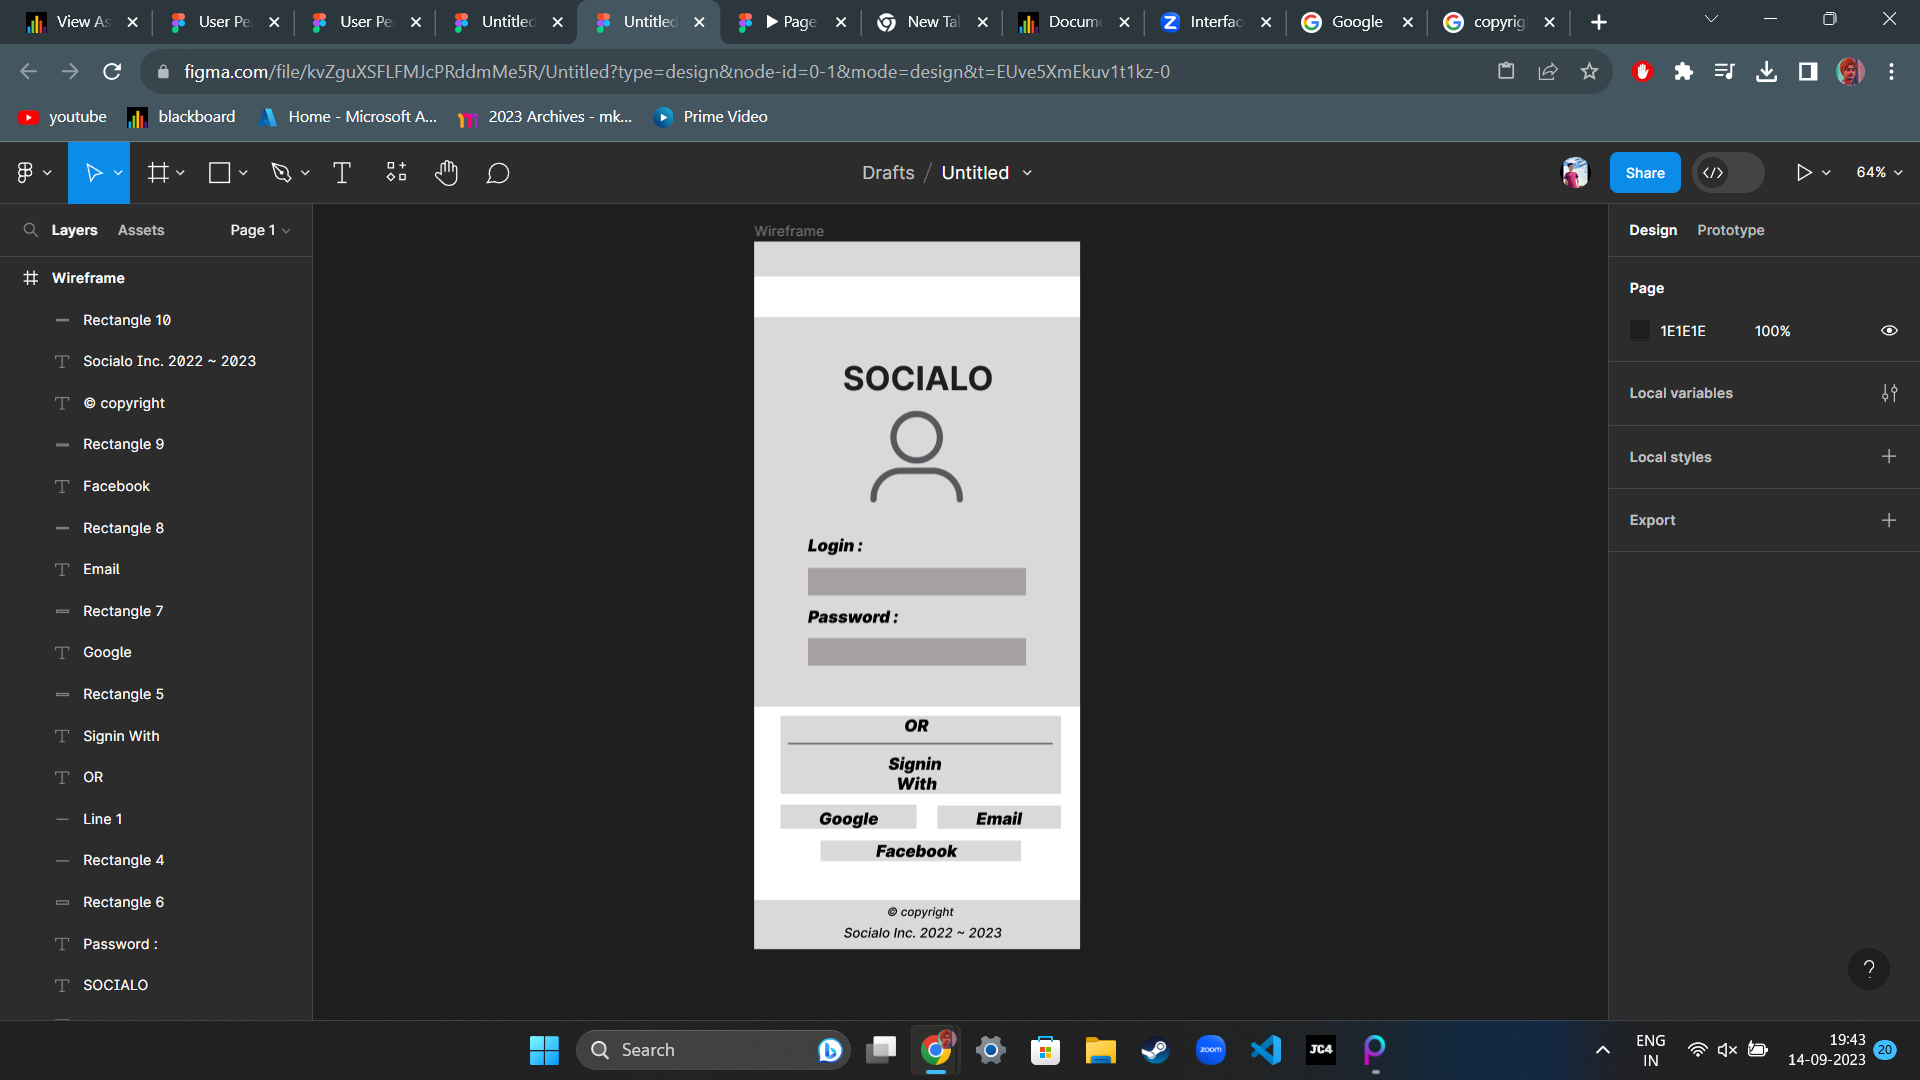 View As
User Pe
User Pe
Untitled
Untitled
▶ Page
New Tab
Docume
Interfac
Google
copyrigh
figma.com/file/kvZguXSFLFMJcPRddmMe5R/Untitled?type=design&node-id=0-1&mode=design&t=EUve5XmEkuv1t1kz-0
youtube
blackboard
Home - Microsoft A...
2023 Archives - mk...
Prime Video
Drafts / Untitled
Share
64%
Layers
Assets
Page 1
Wireframe
Rectangle 10
Socialo Inc. 2022 ~ 2023
© copyright
Rectangle 9
Facebook
Rectangle 8
Email
Rectangle 7
Google
Rectangle 5
Signin With
OR
Line 1
Rectangle 4
Rectangle 6
Password :
SOCIALO
Wireframe
SOCIALO
Login :
Password :
OR
Signin
With
Google
Email
Facebook
© copyright
Socialo Inc. 2022 ~ 2023
Design
Prototype
Page
1E1E1E
100%
Local variables
Local styles
Export
?
Search
zoom
JC4
ENG
IN
19:43
14-09-2023
20